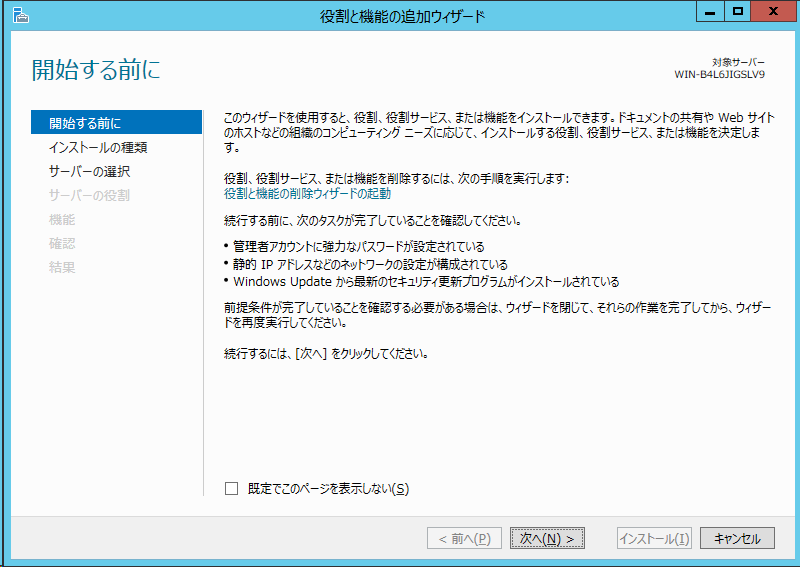 役割と機能の追加ウィザード
開始する前に
対象サーバー
WIN-B4L6JIGSLV9
開始する前に
インストールの種類
サーバーの選択
サーバーの役割
機能
確認
結果
このウィザードを使用すると、役割、役割サービス、または機能をインストールできます。ドキュメントの共有や Web サイト
のホストなどの組織のコンピューティング ニーズに応じて、インストールする役割、役割サービス、または機能を決定しま
す。
役割、役割サービス、または機能を削除するには、次の手順を実行します:
役割と機能の削除ウィザードの起動
続行する前に、次のタスクが完了していることを確認してください。
• 管理者アカウントに強力なパスワードが設定されている
• 静的 IP アドレスなどのネットワークの設定が構成されている
• Windows Update から最新のセキュリティ更新プログラムがインストールされている
前提条件が完了していることを確認する必要がある場合は、ウィザードを閉じて、それらの作業を完了してから、ウィザー
ドを再度実行してください。
続行するには、[次へ] をクリックしてください。
既定でこのページを表示しない(S)
< 前へ(P)
次へ(N) >
インストール(I)
キャンセル